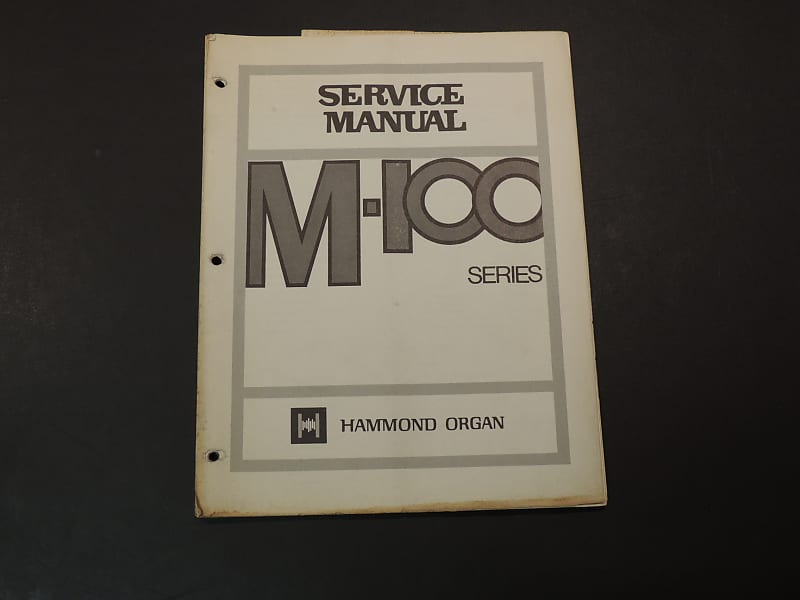 SERVICE
MANUAL
M-100
SERIES
HAMMOND ORGAN